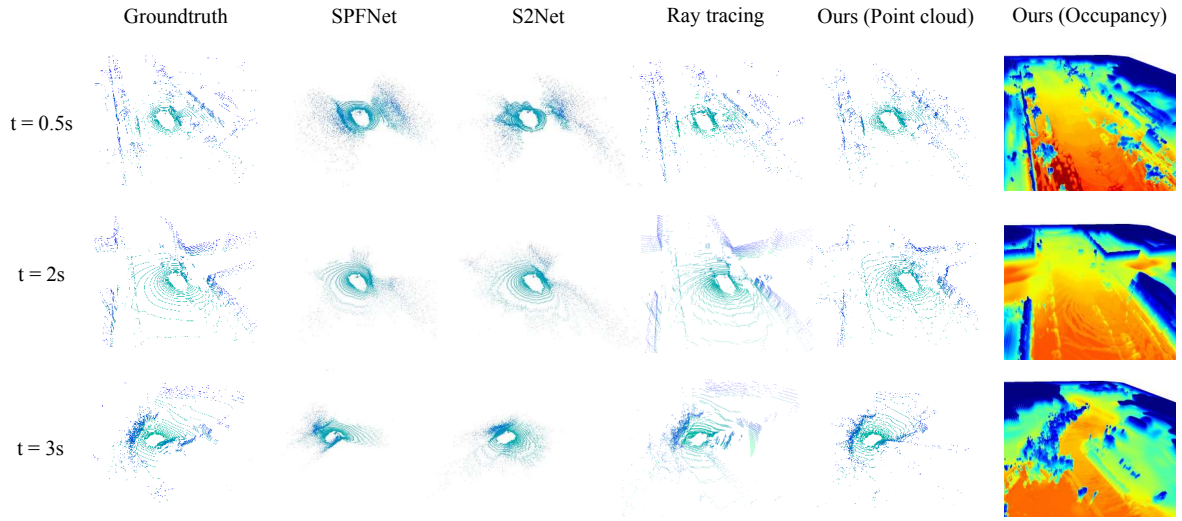 Groundtruth SPFNet S2Net Ray tracing Ours (Point cloud) Ours (Occupancy)
t = 0.5s
t = 2s
t = 3s